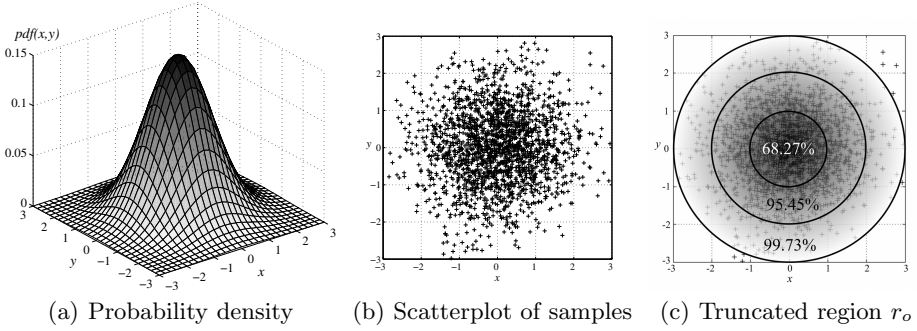 pdf(x,y)
0.15
0.1
0.05
0
3
2
1
0
−1
−2
−3
y
−3
−2
−1
0
1
2
3
x
3
2
1
y 0
−1
−2
−3
−3 −2 −1 0 1 2 3
x
3
2
1
y 0
-1
-2
-3
-3 -2 -1 0 1 2 3
x
68.27%
95.45%
99.73%
(a) Probability density
(b) Scatterplot of samples
(c) Truncated region r_o